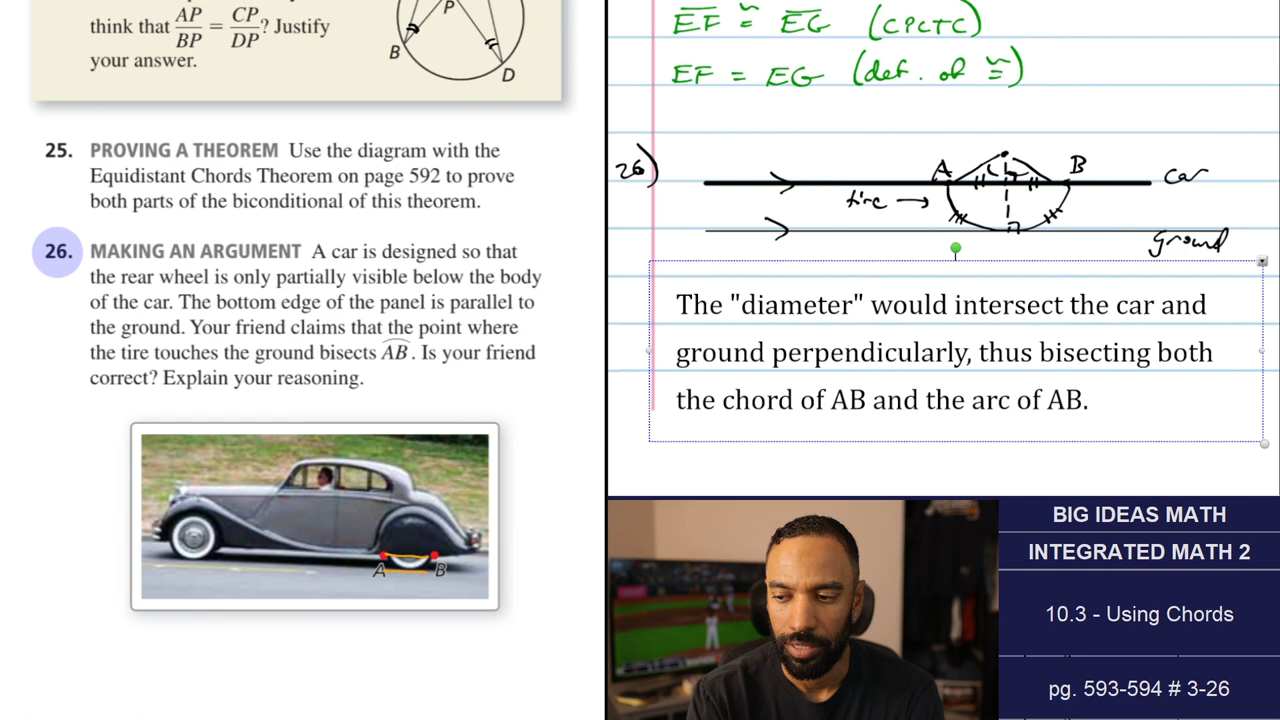 think that AP/BP = CP/DP? Justify
your answer.
P
B
D
25. PROVING A THEOREM Use the diagram with the
Equidistant Chords Theorem on page 592 to prove
both parts of the biconditional of this theorem.
26. MAKING AN ARGUMENT A car is designed so that
the rear wheel is only partially visible below the body
of the car. The bottom edge of the panel is parallel to
the ground. Your friend claims that the point where
the tire touches the ground bisects AB. Is your friend
correct? Explain your reasoning.
A B
EF ≅ EG (CPCTC)
EF = EG (def. of ≅)
26)
A B car
tire →
ground
The "diameter" would intersect the car and
ground perpendicularly, thus bisecting both
the chord of AB and the arc of AB.
BIG IDEAS MATH
INTEGRATED MATH 2
10.3 - Using Chords
pg. 593-594 # 3-26